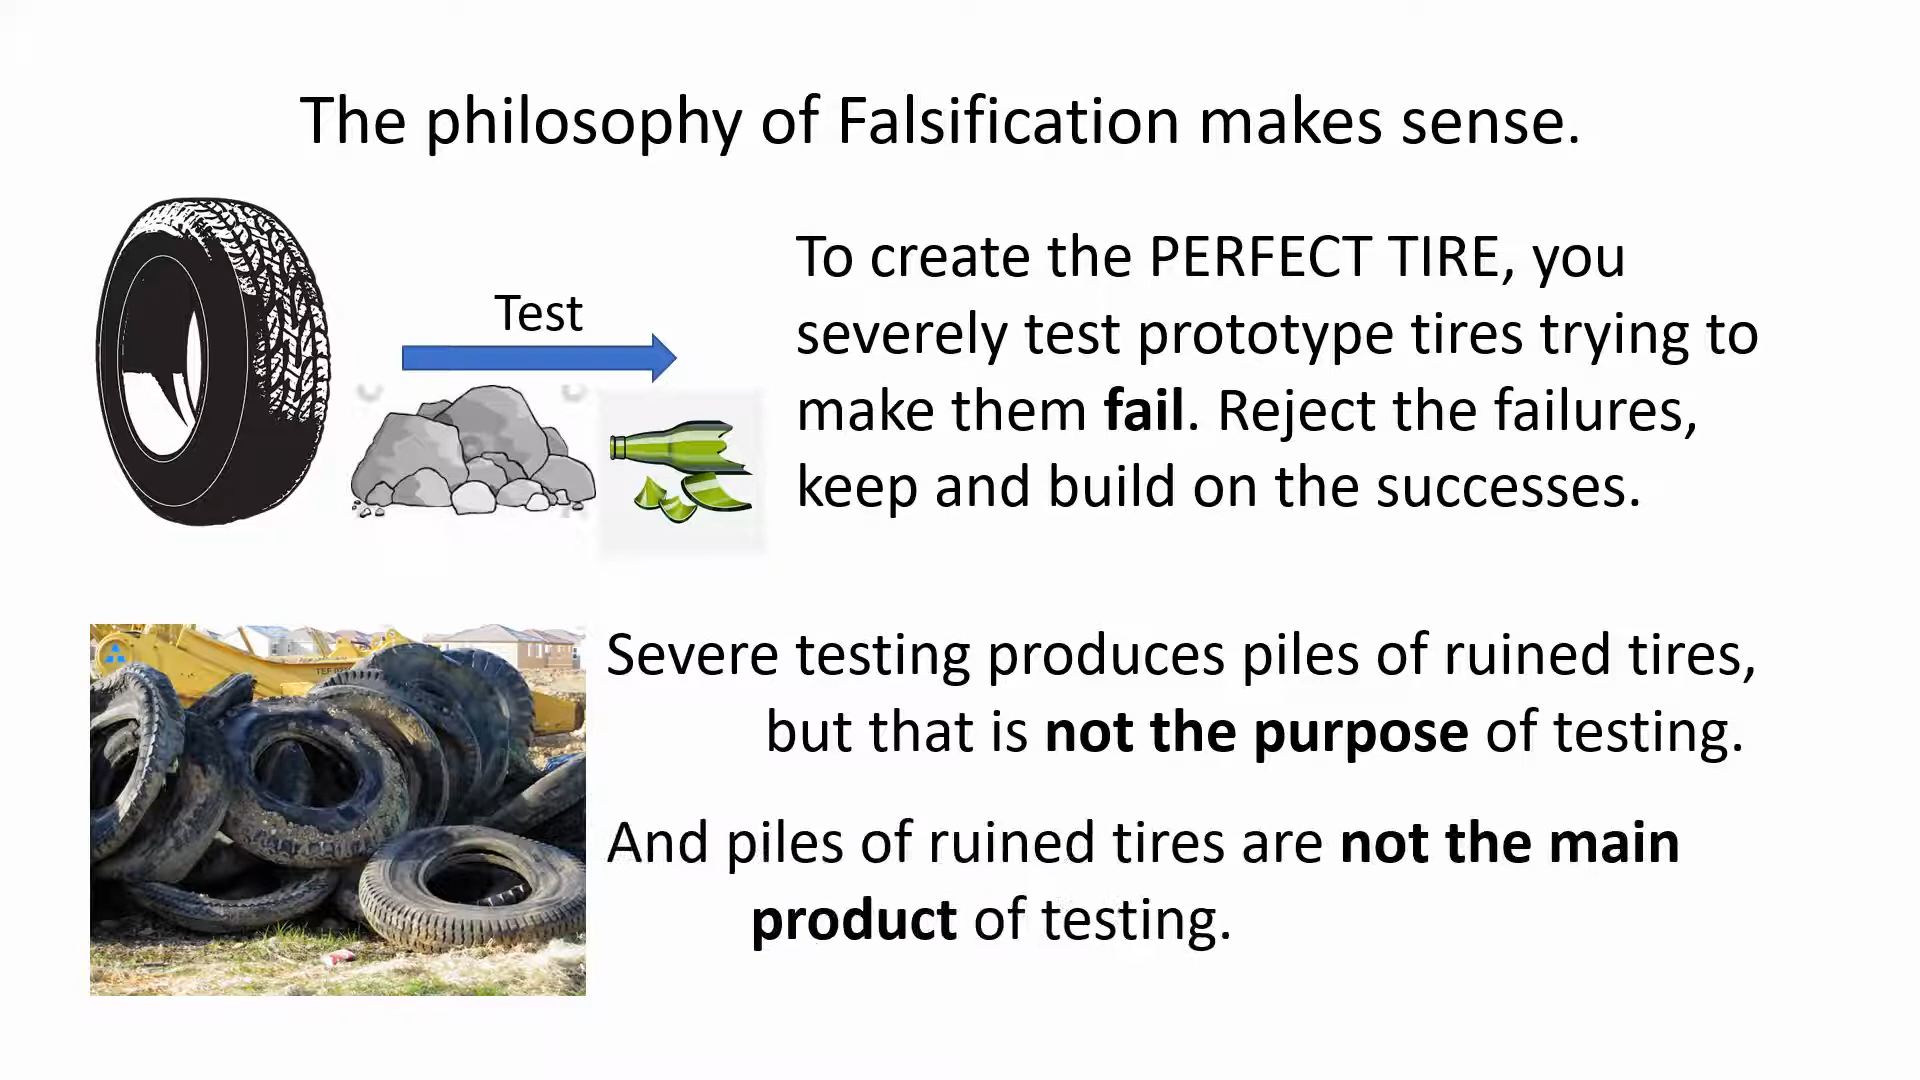 The philosophy of Falsification makes sense.
Test
To create the PERFECT TIRE, you
severely test prototype tires trying to
make them fail. Reject the failures,
keep and build on the successes.
Severe testing produces piles of ruined tires,
but that is not the purpose of testing.
And piles of ruined tires are not the main
product of testing.